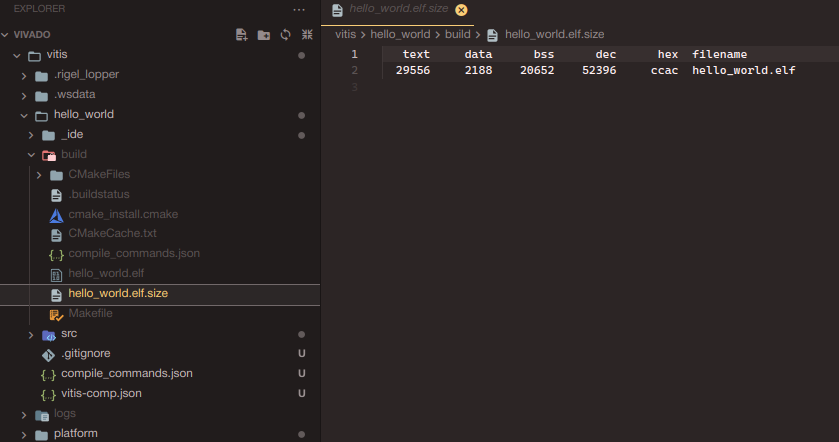 EXPLORER
VIVADO
vitis
.rigel_lopper
.wsdata
hello_world
_ide
build
CMakeFiles
.buildstatus
cmake_install.cmake
CMakeCache.txt
compile_commands.json
hello_world.elf
hello_world.elf.size
Makefile
src
.gitignore U
compile_commands.json U
vitis-comp.json U
logs
platform
hello_world.elf.size
vitis > hello_world > build > hello_world.elf.size
1 text data bss dec hex filename
2 29556 2188 20652 52396 ccac hello_world.elf
3